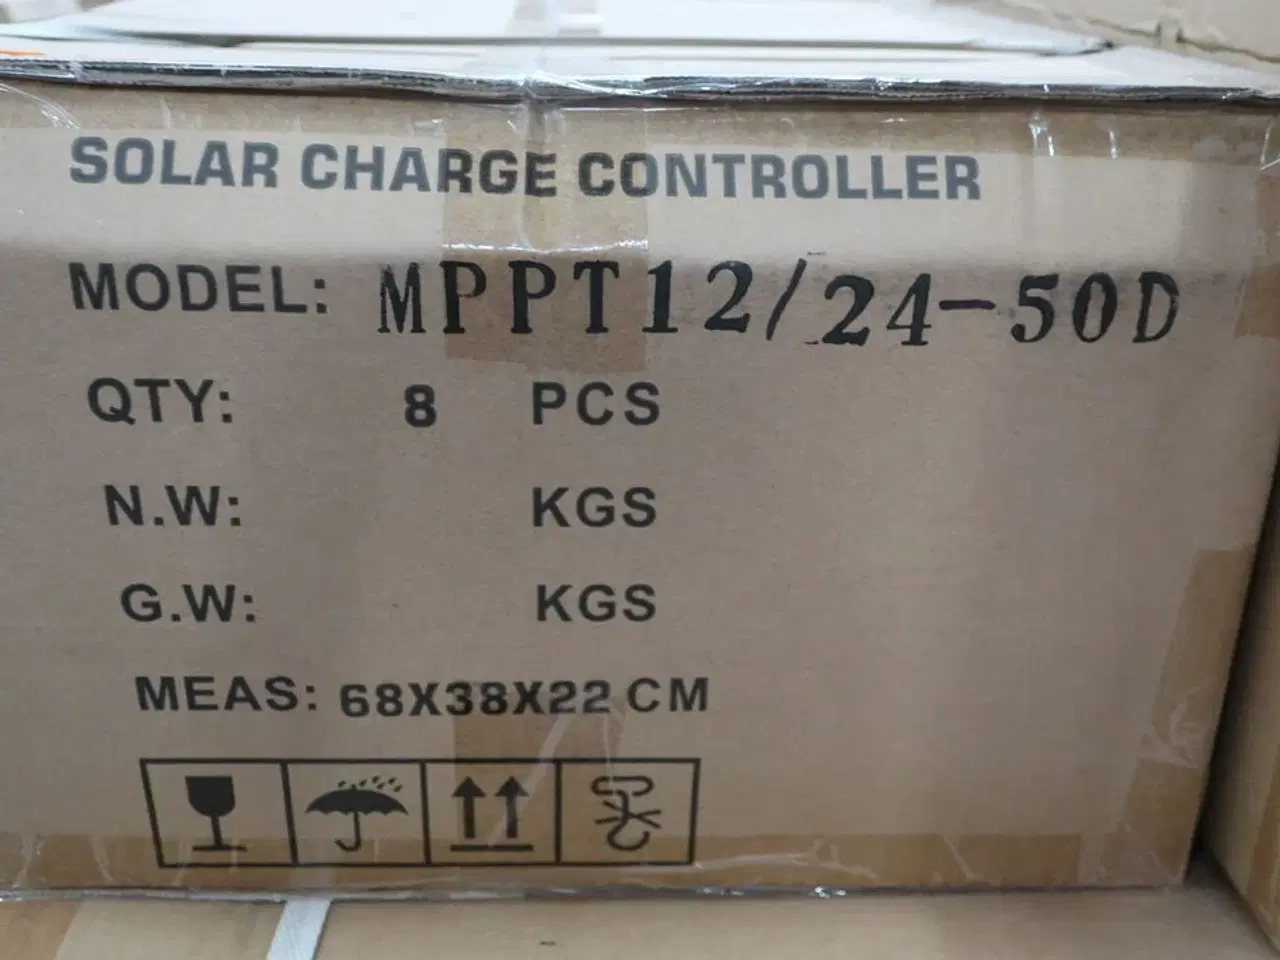 SOLAR CHARGE CONTROLLER
MODEL: MPPT12/24-50D
QTY: 8 PCS
N.W: KGS
G.W: KGS
MEAS: 68X38X22 CM